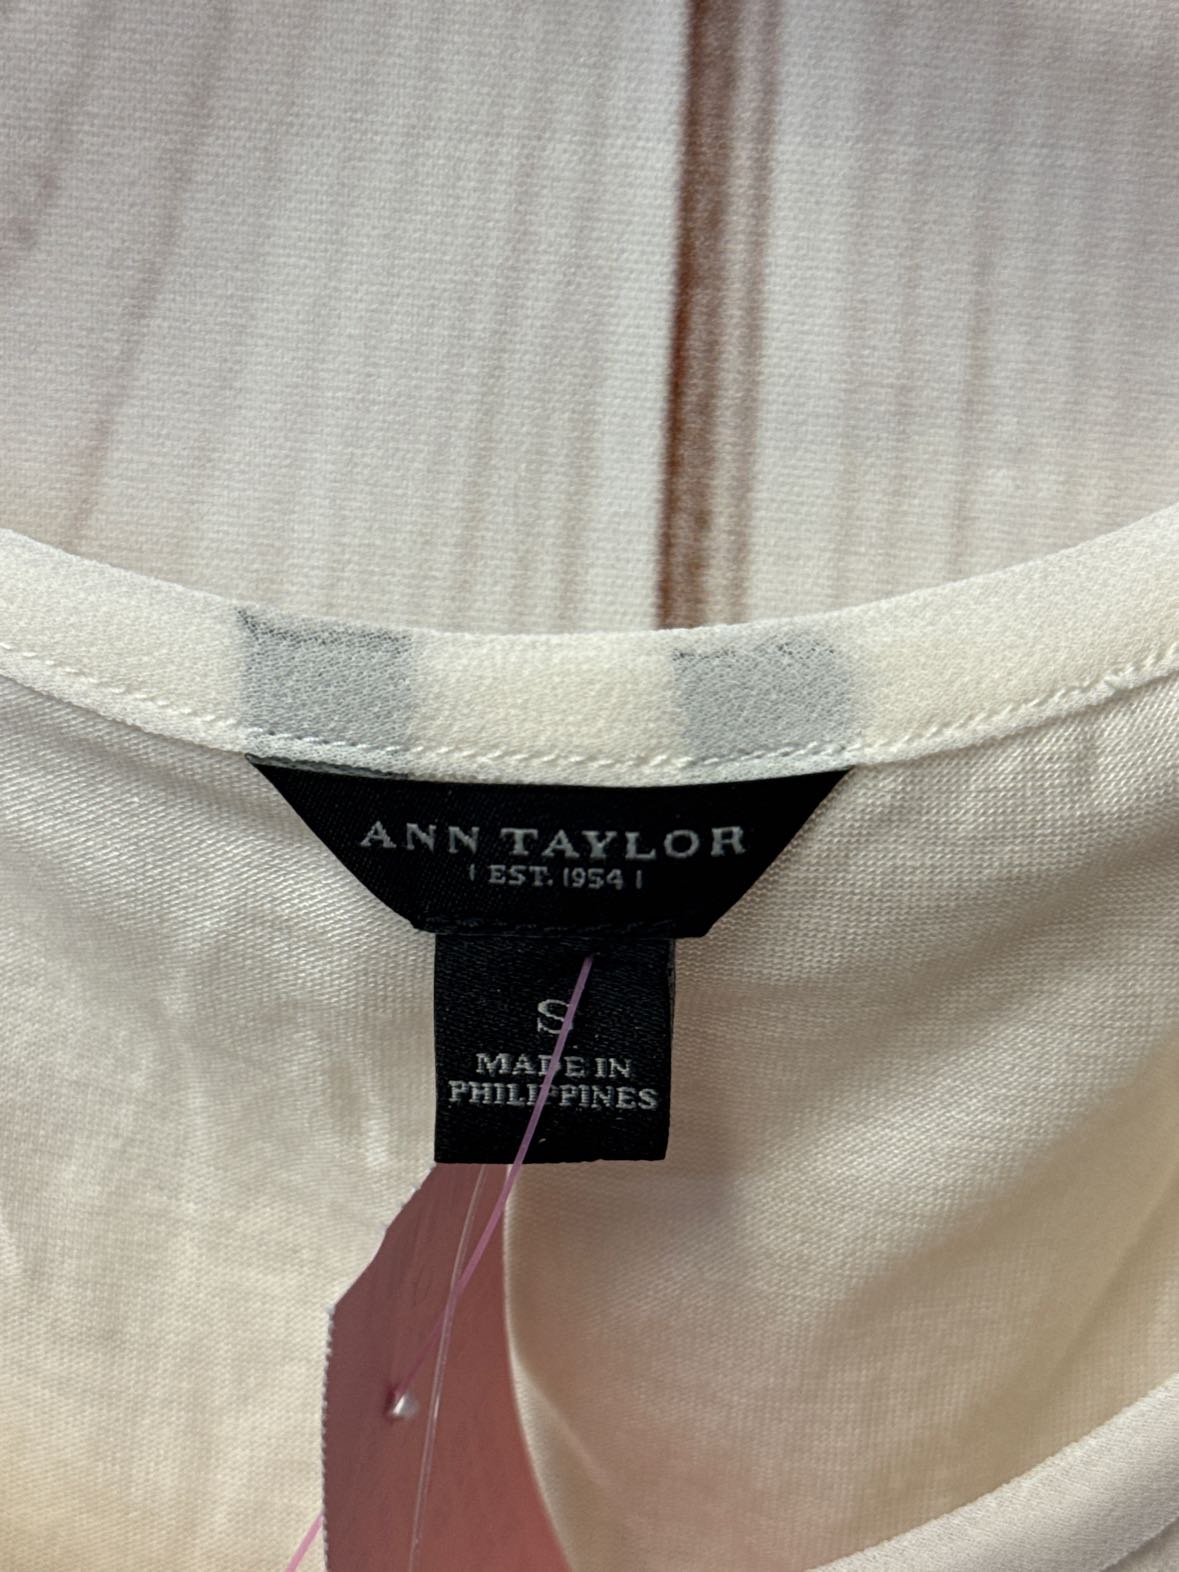 ANN TAYLOR
| EST. 1954 |
S
MADE IN
PHILIPPINES